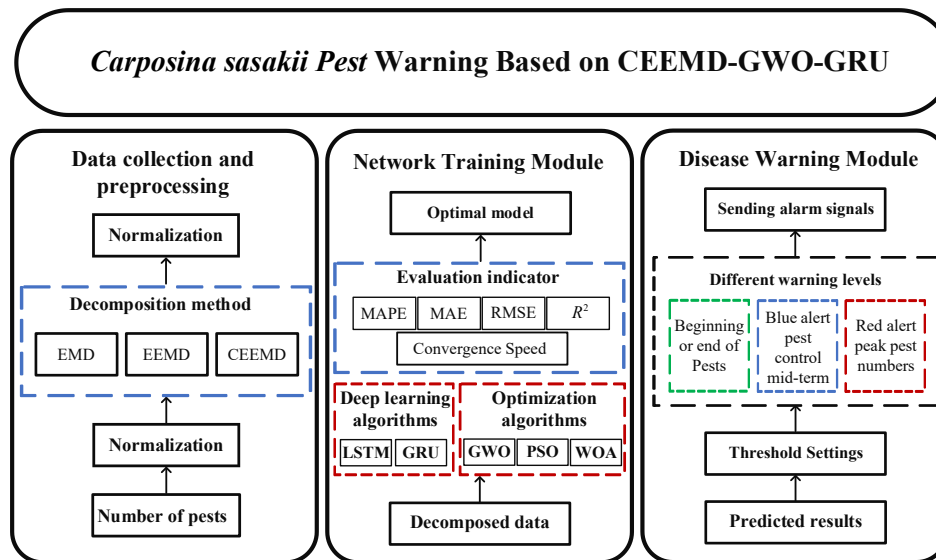 Carposina sasakii Pest Warning Based on CEEMD-GWO-GRU
Data collection and
preprocessing
Normalization
Decomposition method
EMD
EEMD
CEEMD
Normalization
Number of pests
Network Training Module
Optimal model
Evaluation indicator
MAPE
MAE
RMSE
R²
Convergence Speed
Deep learning
algorithms
LSTM
GRU
Optimization
algorithms
GWO
PSO
WOA
Decomposed data
Disease Warning Module
Sending alarm signals
Different warning levels
Beginning
or end of
Pests
Blue alert
pest
control
mid-term
Red alert
peak pest
numbers
Threshold Settings
Predicted results